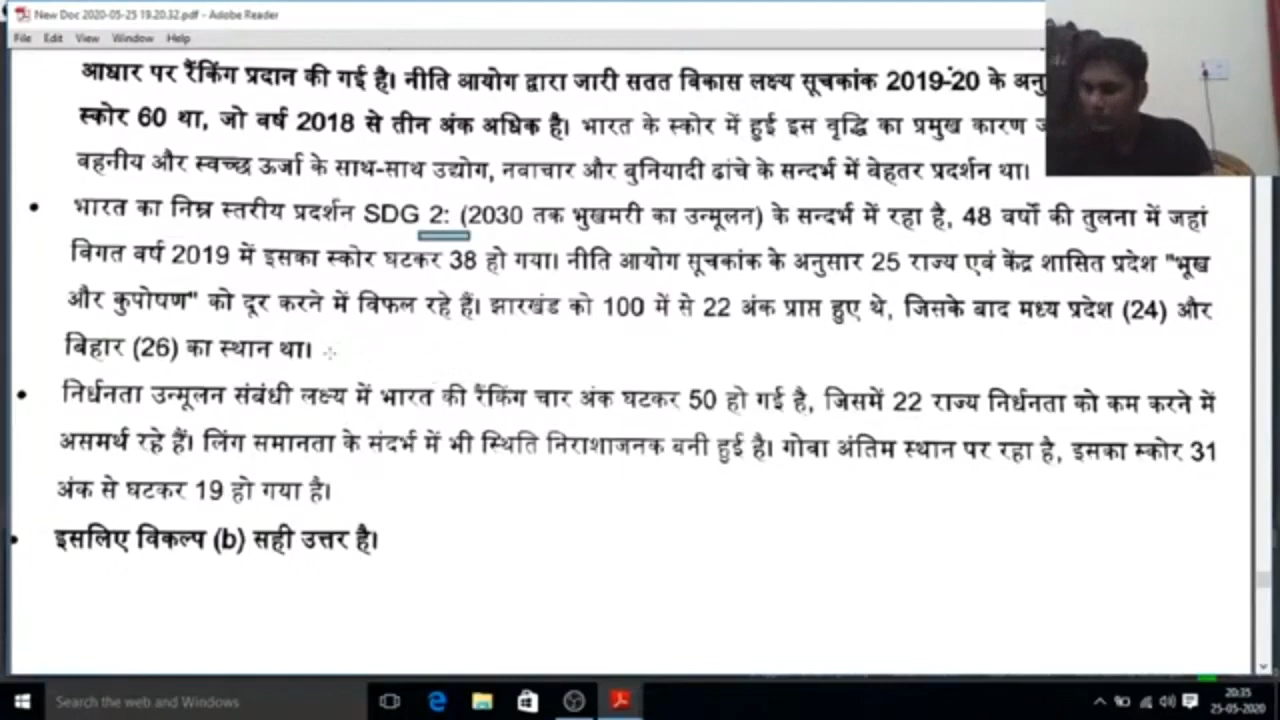 New Doc 2020-05-25 19.20.32.pdf - Adobe Reader
File Edit View Window Help
आधार पर रैंकिंग प्रदान की गई है। नीति आयोग द्वारा जारी सतत विकास लक्ष्य सूचकांक 2019-20 के
स्कोर 60 था, जो वर्ष 2018 से तीन अंक अधिक है। भारत के स्कोर में हुई इस वृद्धि का प्रमुख कारण
वहनीय और स्वच्छ ऊर्जा के साथ-साथ उद्योग, नवाचार और बुनियादी ढांचे के सन्दर्भ में बेहतर प्रदर्शन था।
• भारत का निम्न स्तरीय प्रदर्शन SDG 2: (2030 तक भुखमरी का उन्मूलन) के सन्दर्भ में रहा है, 48 वर्षों की तुलना में जहां
विगत वर्ष 2019 में इसका स्कोर घटकर 38 हो गया। नीति आयोग सूचकांक के अनुसार 25 राज्य एवं केंद्र शासित प्रदेश "भूख
और कुपोषण" को दूर करने में विफल रहे हैं। झारखंड को 100 में से 22 अंक प्राप्त हुए थे, जिसके बाद मध्य प्रदेश (24) और
बिहार (26) का स्थान था।
• निर्धनता उन्मूलन संबंधी लक्ष्य में भारत की रैंकिंग चार अंक घटकर 50 हो गई है, जिसमें 22 राज्य निर्धनता को कम करने में
असमर्थ रहे हैं। लिंग समानता के संदर्भ में भी स्थिति निराशाजनक बनी हुई है। गोवा अंतिम स्थान पर रहा है, इसका स्कोर 31
अंक से घटकर 19 हो गया है।
• इसलिए विकल्प (b) सही उत्तर है।
Search the web and Windows
20:35
25-05-2020